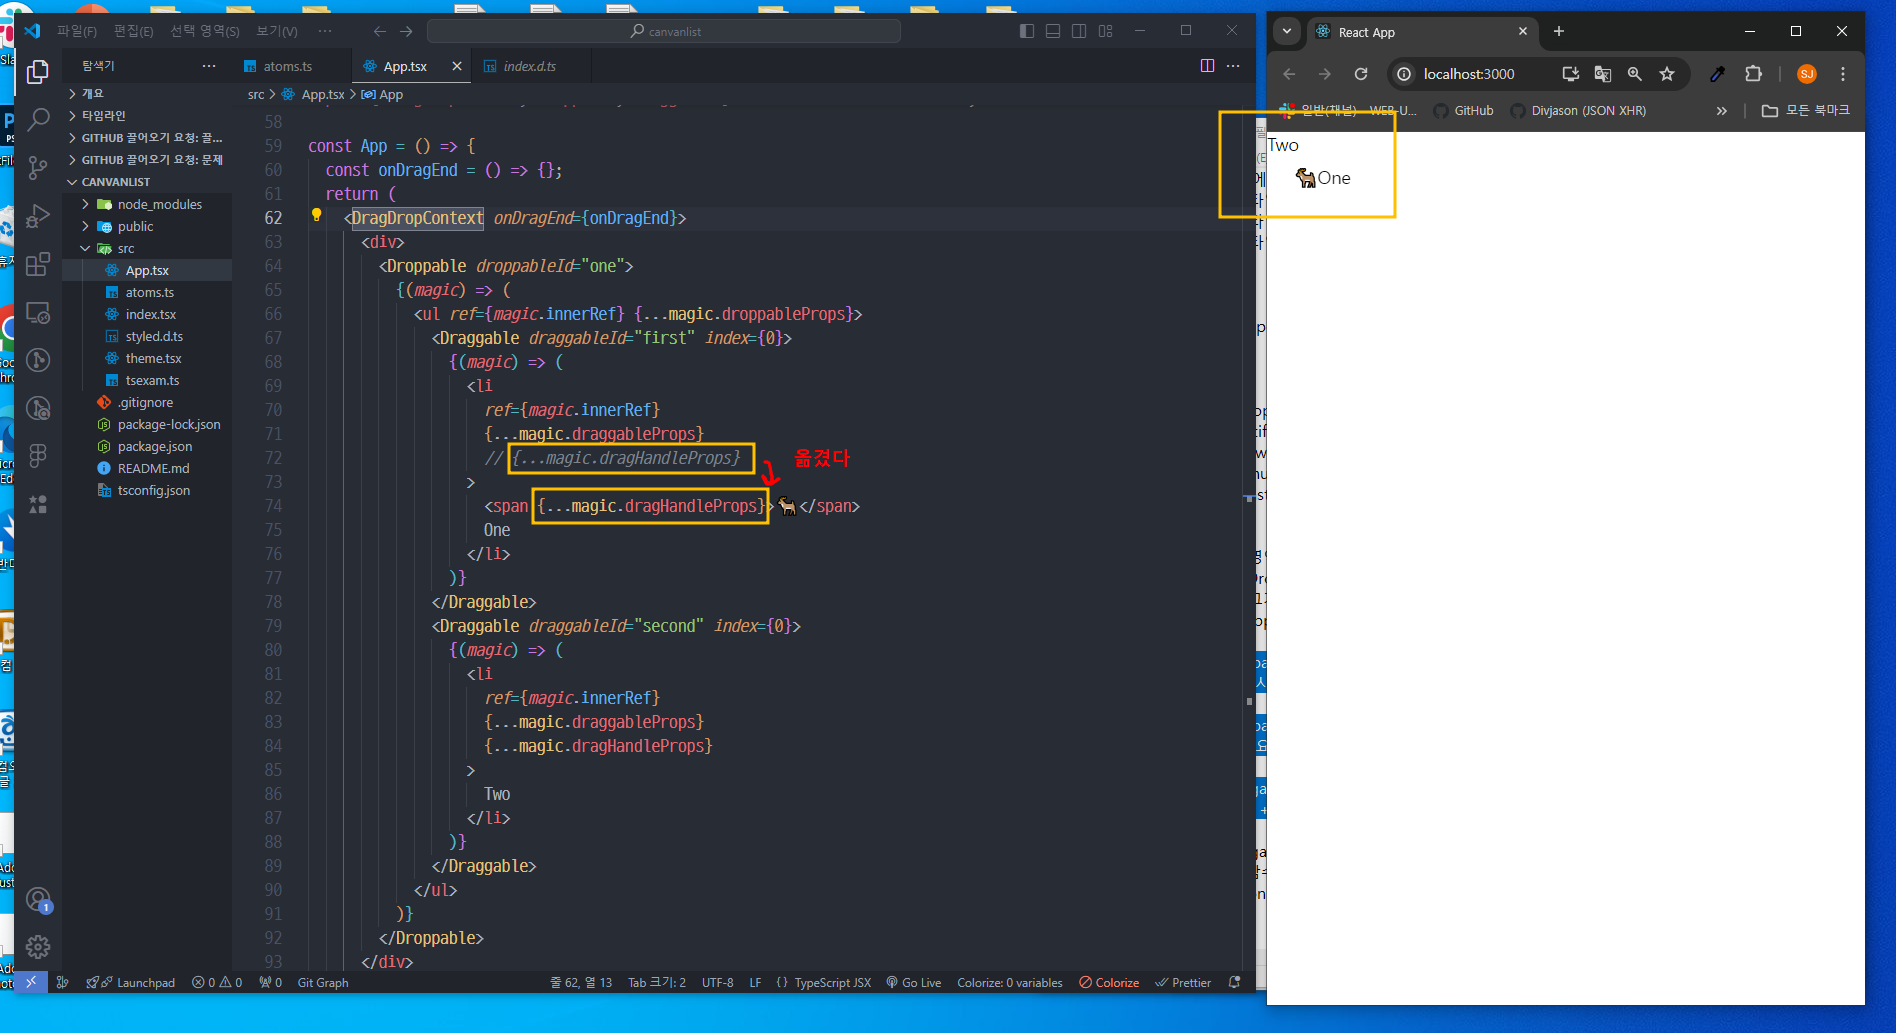 파일(F) 편집(E) 선택 영역(S) 보기(V) ··· canvanlist
탐색기 ···
atoms.ts App.tsx index.d.ts ···
src > App.tsx > App
개요
타임라인
GITHUB 끌어오기 요청: 끌...
GITHUB 끌어오기 요청: 문제
CANVANLIST
node_modules
public
src
App.tsx
atoms.ts
index.tsx
styled.d.ts
theme.tsx
tsexam.ts
.gitignore
package-lock.json
package.json
README.md
tsconfig.json
58
59 const App = () => {
60 const onDragEnd = () => {};
61 return (
62 <DragDropContext onDragEnd={onDragEnd}>
63 <div>
64 <Droppable droppableId="one">
65 {(magic) => (
66 <ul ref={magic.innerRef} {...magic.droppableProps}>
67 <Draggable draggableId="first" index={0}>
68 {(magic) => (
69 <li
70 ref={magic.innerRef}
71 {...magic.draggableProps}
72 // {...magic.dragHandleProps} 옮겼다
73 >
74 <span {...magic.dragHandleProps}>🐕</span>
75 One
76 </li>
77 )}
78 </Draggable>
79 <Draggable draggableId="second" index={0}>
80 {(magic) => (
81 <li
82 ref={magic.innerRef}
83 {...magic.draggableProps}
84 {...magic.dragHandleProps}
85 >
86 Two
87 </li>
88 )}
89 </Draggable>
90 </ul>
91 )}
92 </Droppable>
93 </div>
1
Launchpad 0 0 0 Git Graph 줄 62, 열 13 Tab 크기: 2 UTF-8 LF {} TypeScript JSX Go Live Colorize: 0 variables Colorize Prettier
React App
localhost:3000 SJ
일반(채널) WEB-U... GitHub Divjason (JSON XHR) » 모든 북마크
Two
🐕One